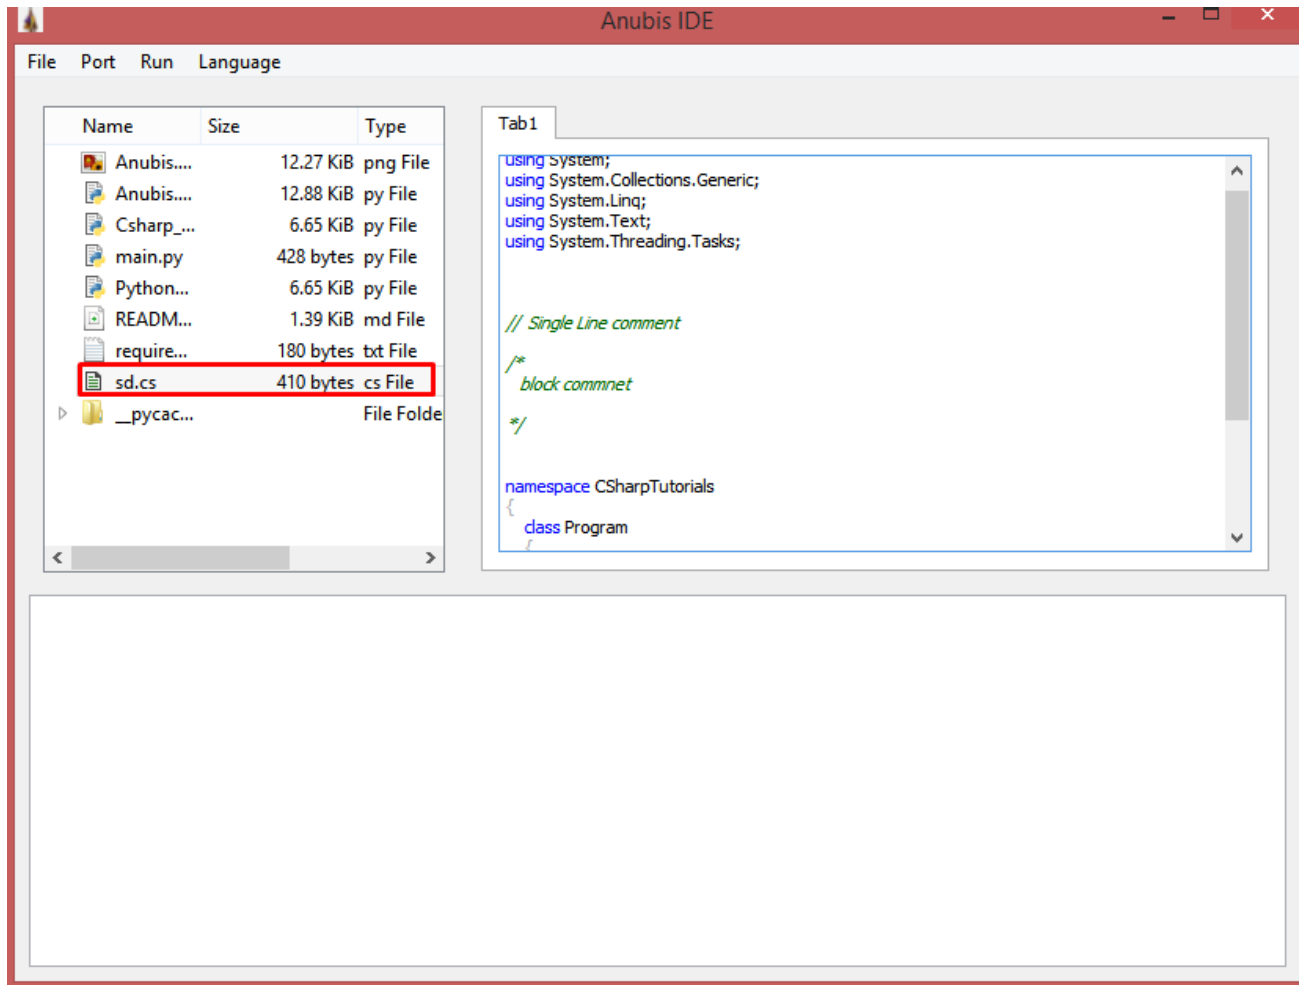 Anubis IDE
File Port Run Language
Name Size Type
Anubis.... 12.27 KiB png File
Anubis.... 12.88 KiB py File
Csharp_... 6.65 KiB py File
main.py 428 bytes py File
Python... 6.65 KiB py File
READM... 1.39 KiB md File
require... 180 bytes txt File
sd.cs 410 bytes cs File
__pycac... File Folde
Tab1
using System;
using System.Collections.Generic;
using System.Linq;
using System.Text;
using System.Threading.Tasks;
// Single Line comment
/*
block commnet
*/
namespace CSharpTutorials
{
class Program
{